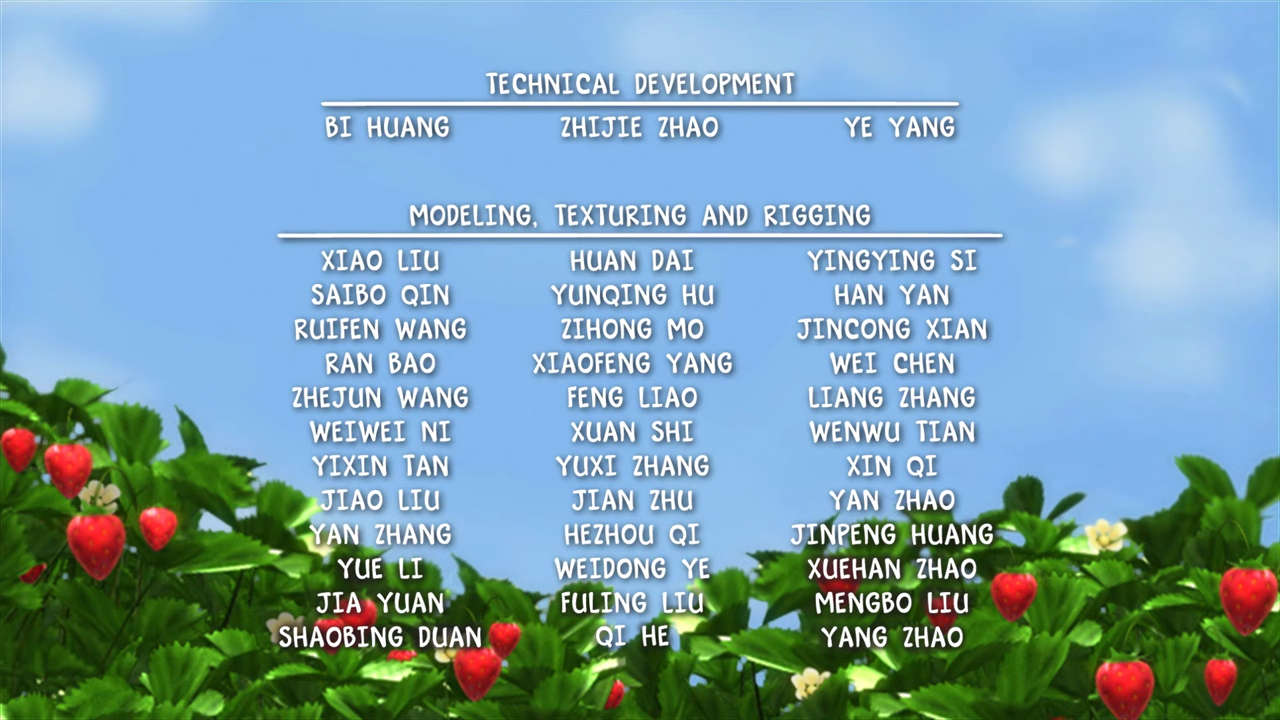 TECHNICAL DEVELOPMENT
BI HUANG ZHIJIE ZHAO YE YANG
MODELING, TEXTURING AND RIGGING
XIAO LIU HUAN DAI YINGYING SI
SAIBO QIN YUNQING HU HAN YAN
RUIFEN WANG ZIHONG MO JINCONG XIAN
RAN BAO XIAOFENG YANG WEI CHEN
ZHEJUN WANG FENG LIAO LIANG ZHANG
WEIWEI NI XUAN SHI WENWU TIAN
YIXIN TAN YUXI ZHANG XIN QI
JIAO LIU JIAN ZHU YAN ZHAO
YAN ZHANG HEZHOU QI JINPENG HUANG
YUE LI WEIDONG YE XUEHAN ZHAO
JIA YUAN FULING LIU MENGBO LIU
SHAOBING DUAN QI HE YANG ZHAO